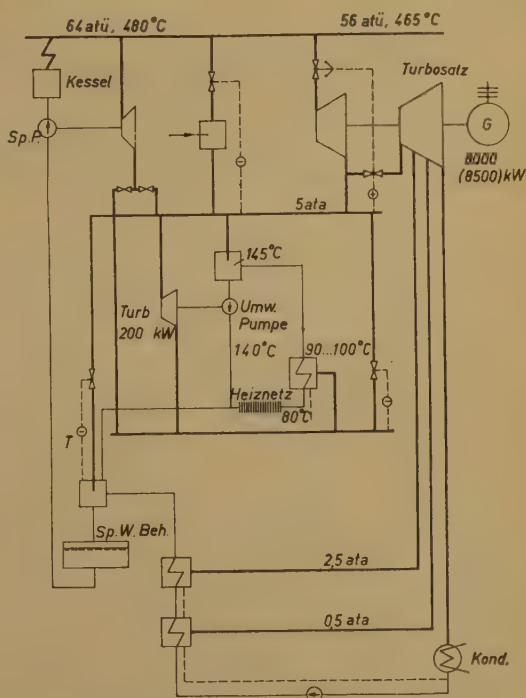 64 atü, 480°C
56 atü, 465°C
Kessel
Turbosatz
Sp.P.
G
8000
(8500) kW
5 ata
145°C
Turb
200 kW
Umw.
Pumpe
140°C
90...100°C
Heiznetz
80°C
T
Sp.W. Beh.
2,5 ata
0,5 ata
Kond.